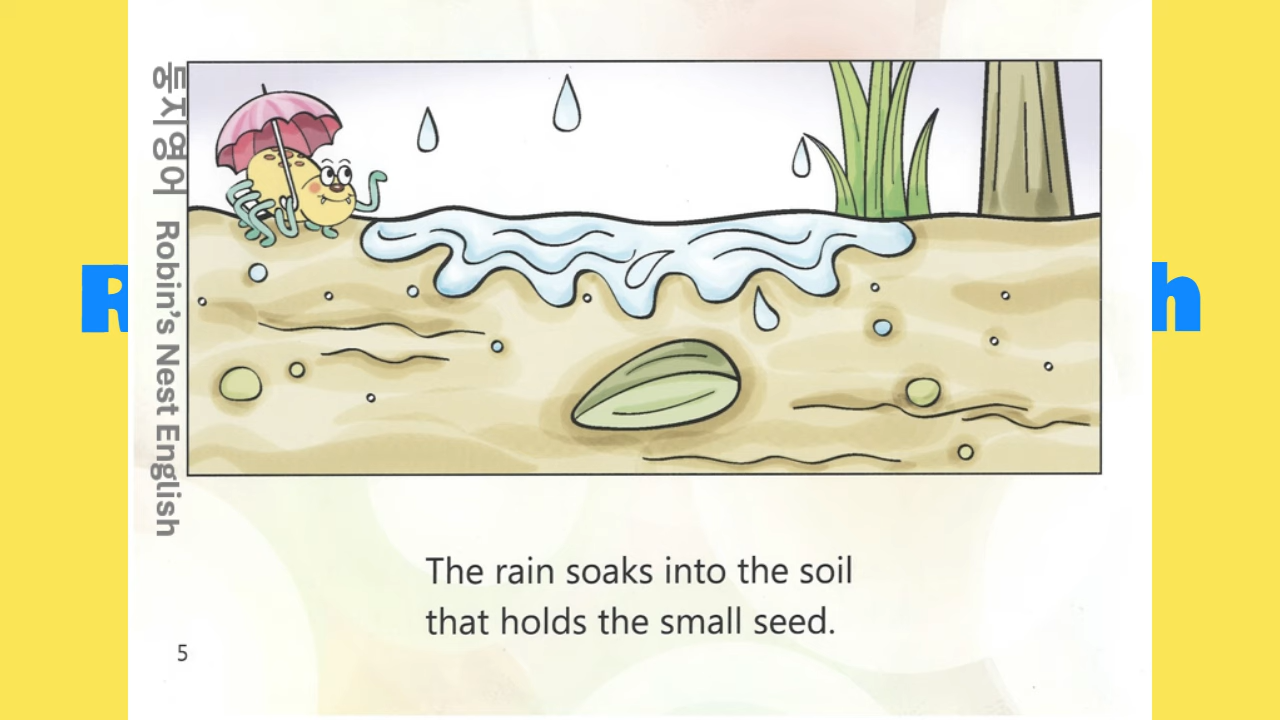 둥지영어 Robin's Nest English
R
h
The rain soaks into the soil
that holds the small seed.
5